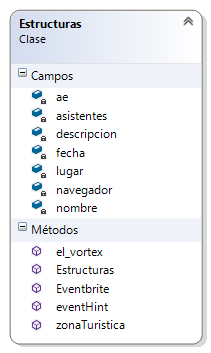 Estructuras
Clase
Campos
ae
asistentes
descripcion
fecha
lugar
navegador
nombre
Métodos
el_vortex
Estructuras
Eventbrite
eventHint
zonaTuristica